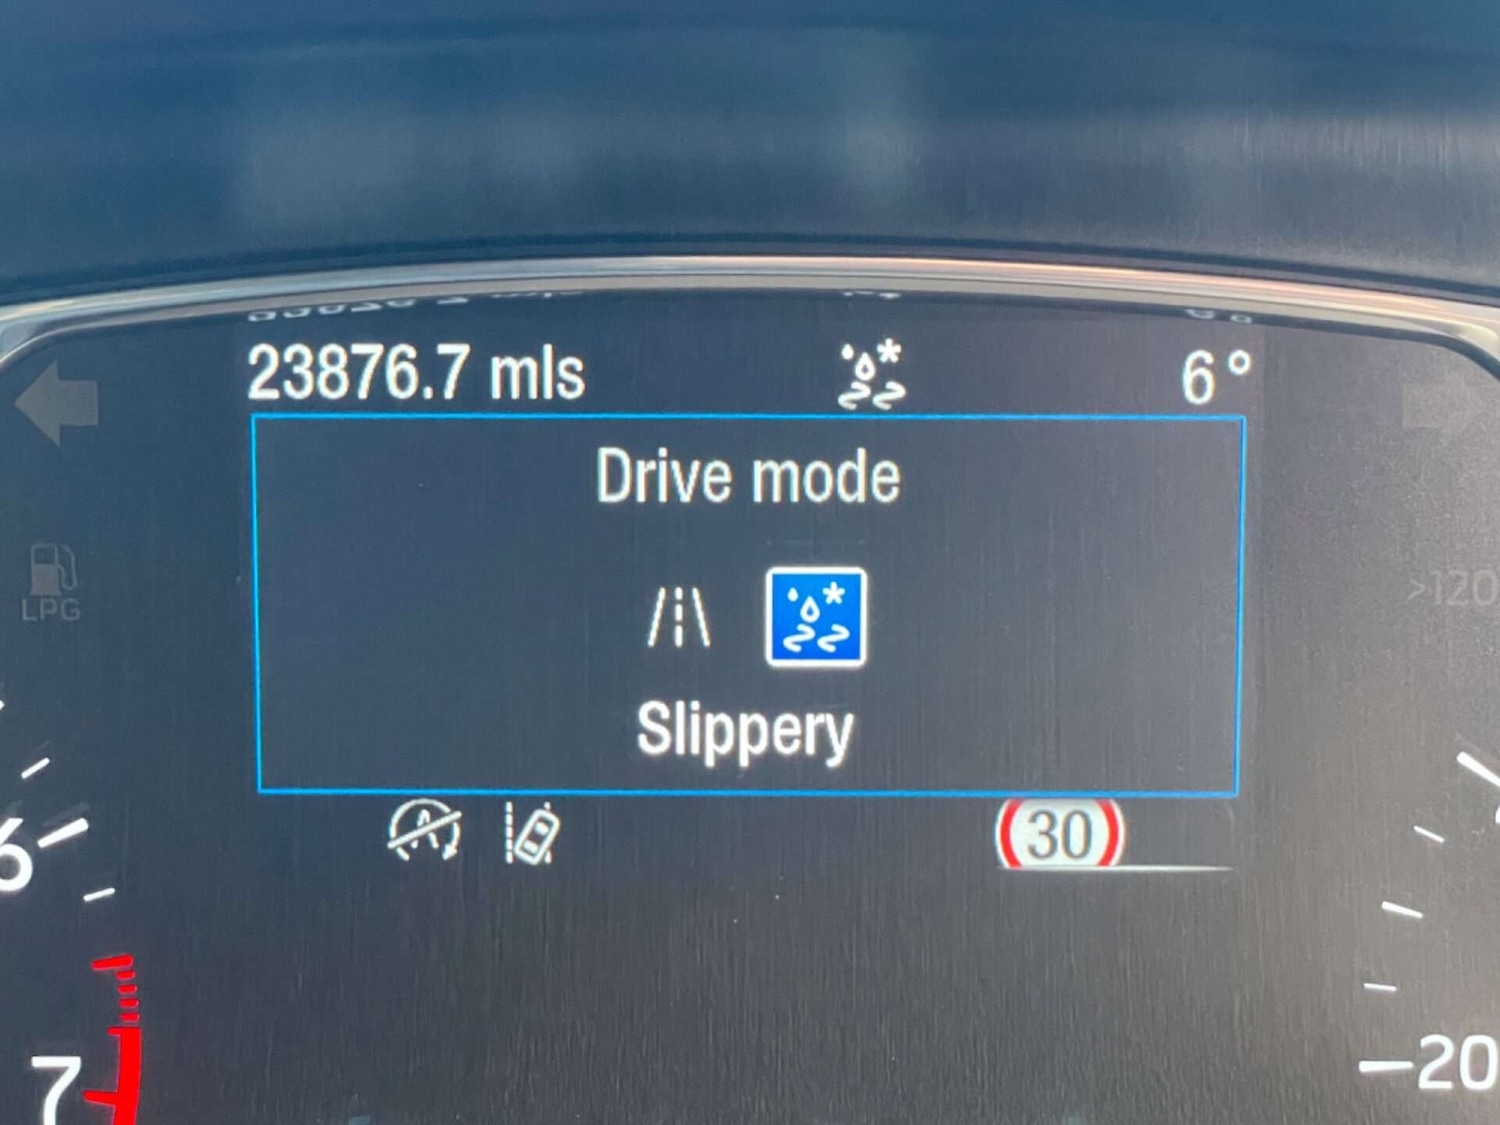 23876.7 mls 6°
Drive mode
Slippery
LPG
>120
30
6
7
20